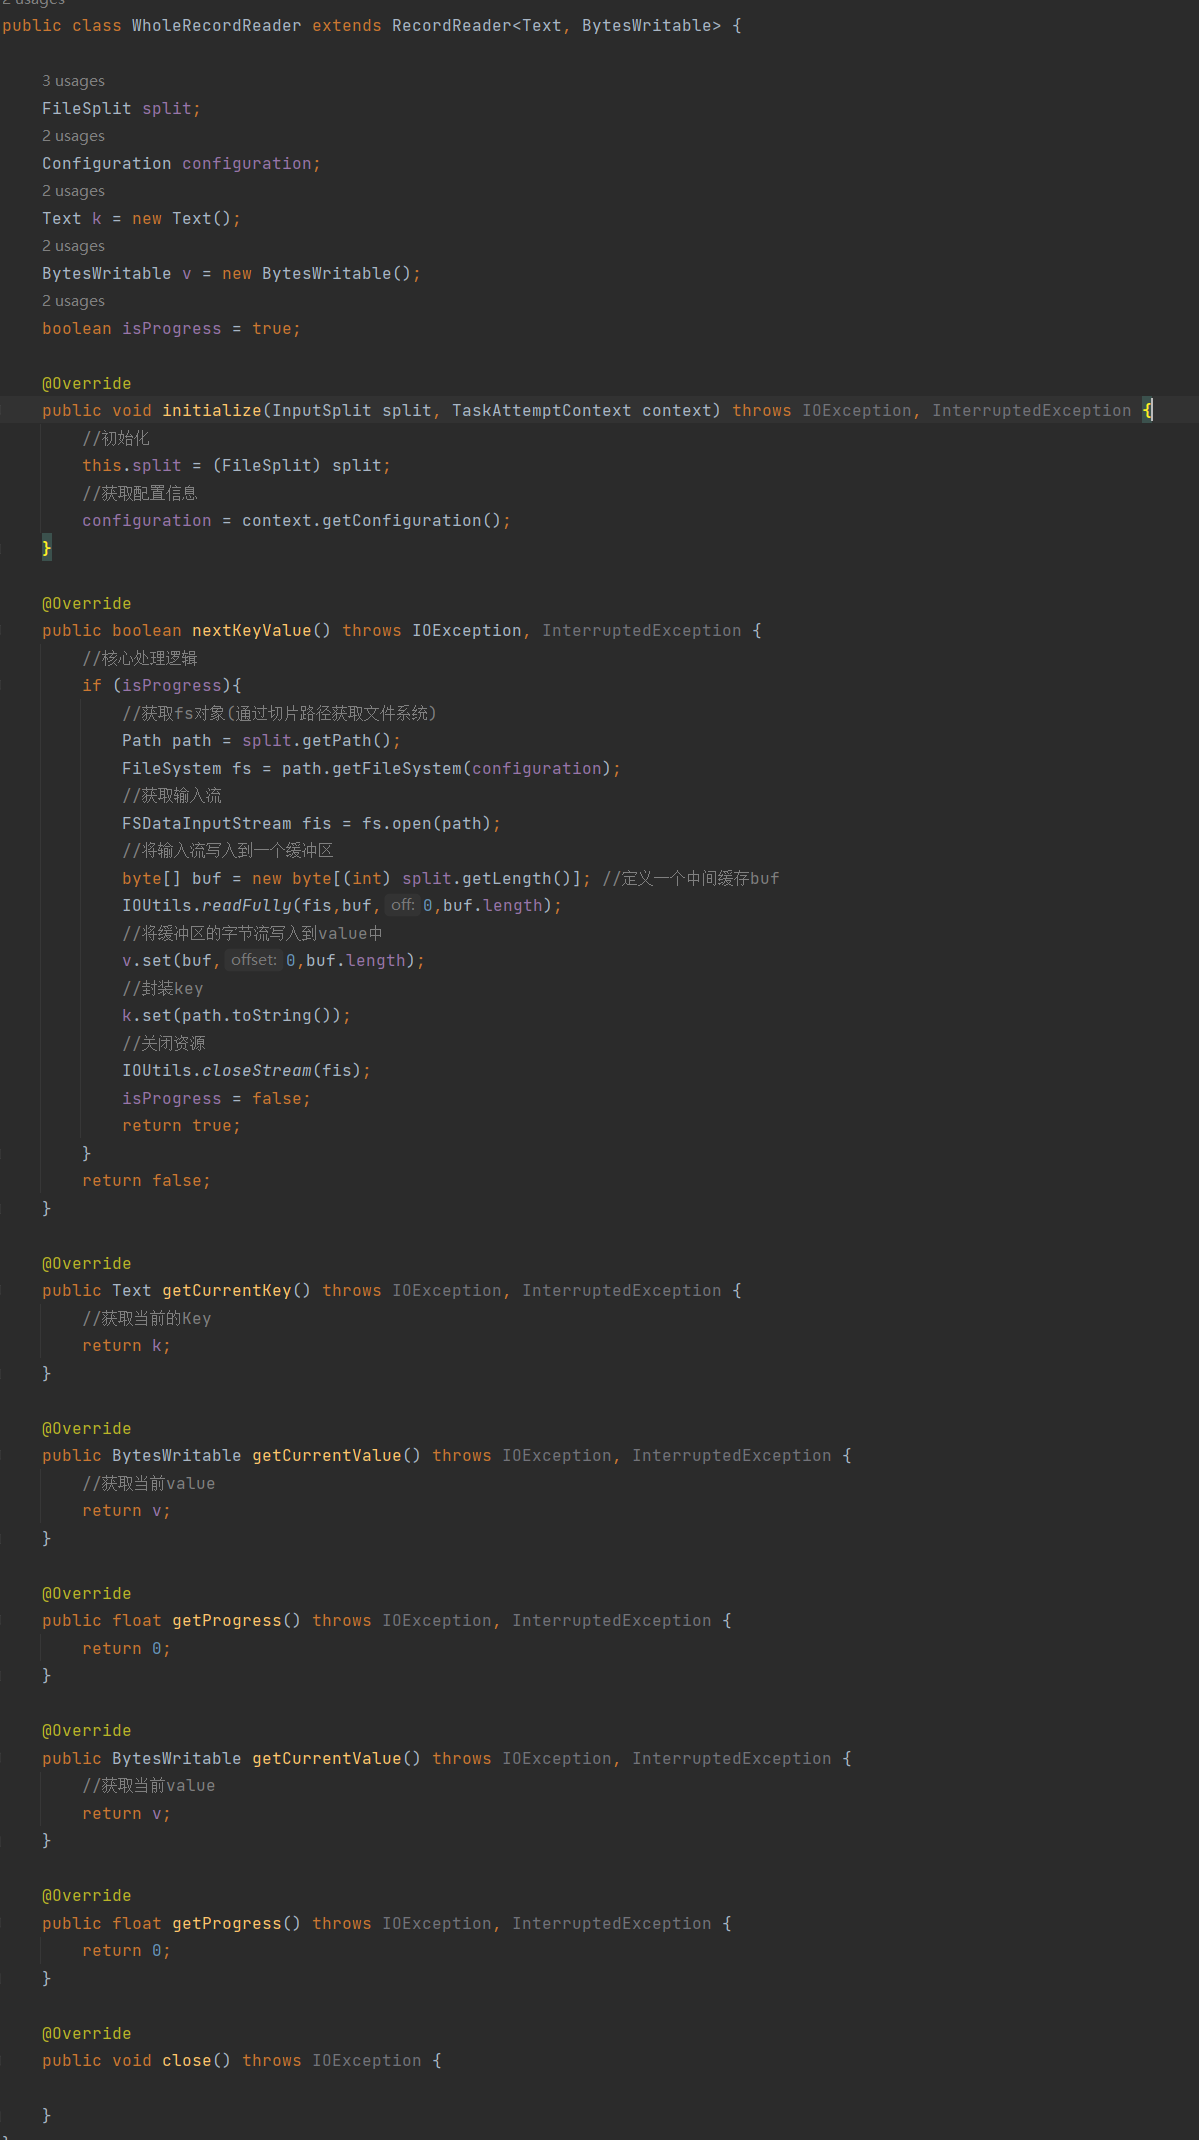 2 usages
public class WholeRecordReader extends RecordReader<Text, BytesWritable> {
3 usages
FileSplit split;
2 usages
Configuration configuration;
2 usages
Text k = new Text();
2 usages
BytesWritable v = new BytesWritable();
2 usages
boolean isProgress = true;
@Override
public void initialize(InputSplit split, TaskAttemptContext context) throws IOException, InterruptedException {
//初始化
this.split = (FileSplit) split;
//获取配置信息
configuration = context.getConfiguration();
}
@Override
public boolean nextKeyValue() throws IOException, InterruptedException {
//核心处理逻辑
if (isProgress){
//获取fs对象(通过切片路径获取文件系统)
Path path = split.getPath();
FileSystem fs = path.getFileSystem(configuration);
//获取输入流
FSDataInputStream fis = fs.open(path);
//将输入流写入到一个缓冲区
byte[] buf = new byte[(int) split.getLength()]; //定义一个中间缓存buf
IOUtils.readFully(fis,buf, off: 0,buf.length);
//将缓冲区的字节流写入到value中
v.set(buf, offset: 0,buf.length);
//封装key
k.set(path.toString());
//关闭资源
IOUtils.closeStream(fis);
isProgress = false;
return true;
}
return false;
}
@Override
public Text getCurrentKey() throws IOException, InterruptedException {
//获取当前的Key
return k;
}
@Override
public BytesWritable getCurrentValue() throws IOException, InterruptedException {
//获取当前value
return v;
}
@Override
public float getProgress() throws IOException, InterruptedException {
return 0;
}
@Override
public BytesWritable getCurrentValue() throws IOException, InterruptedException {
//获取当前value
return v;
}
@Override
public float getProgress() throws IOException, InterruptedException {
return 0;
}
@Override
public void close() throws IOException {
}
}